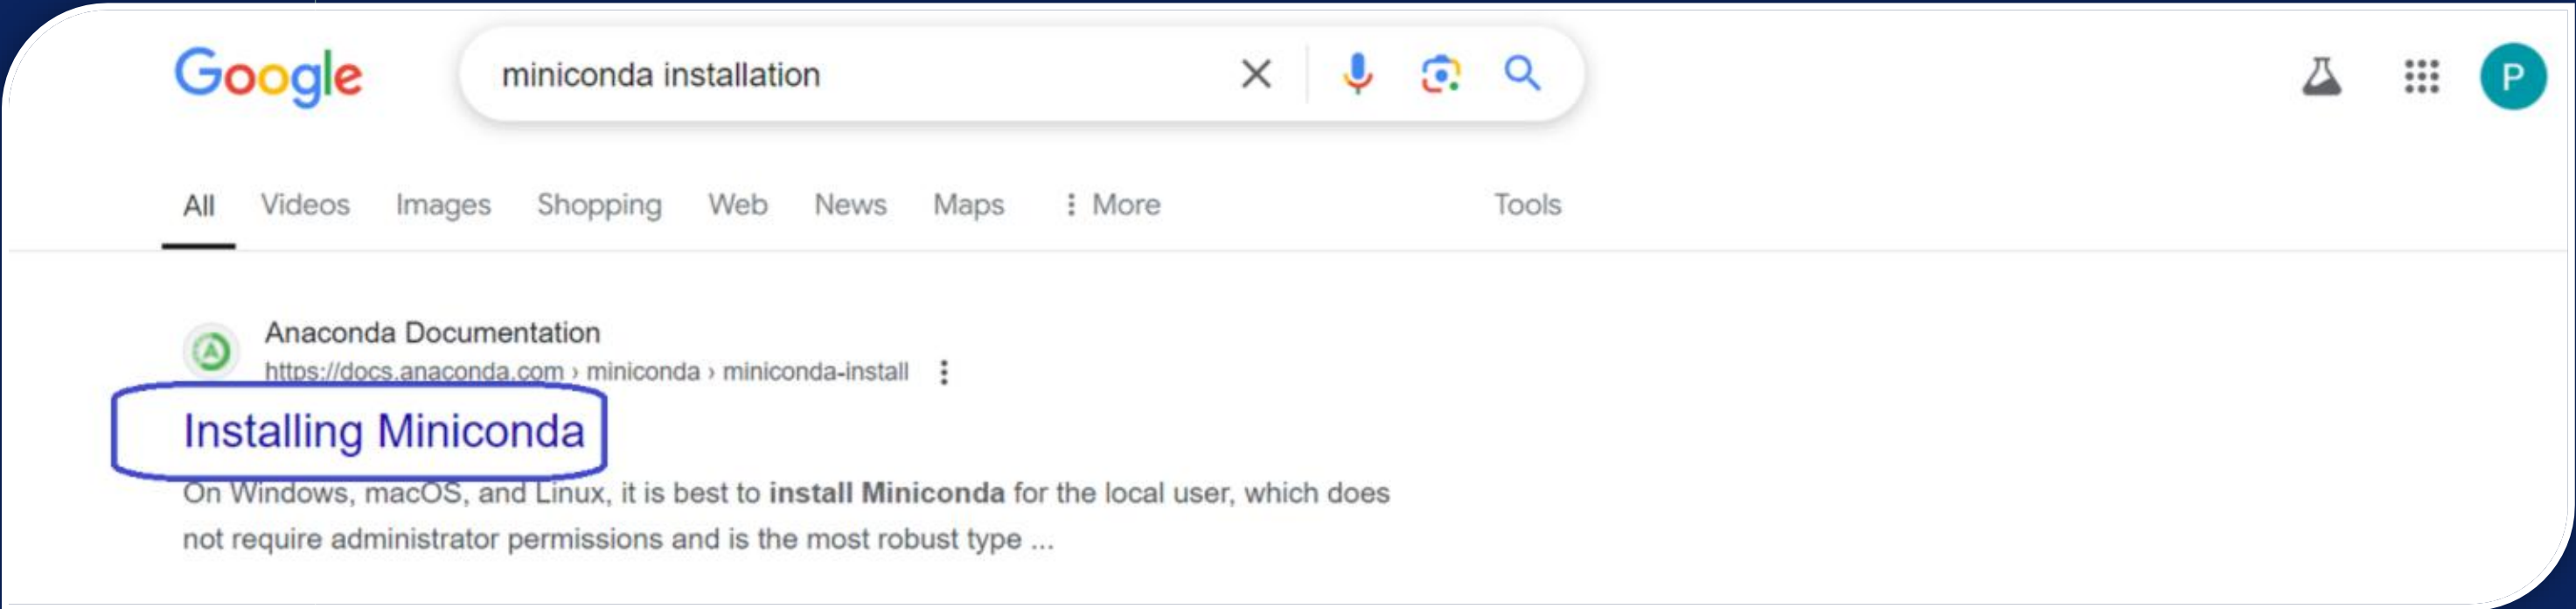 Google
miniconda installation
P
All Videos Images Shopping Web News Maps More Tools
Anaconda Documentation
https://docs.anaconda.com › miniconda › miniconda-install
Installing Miniconda
On Windows, macOS, and Linux, it is best to install Miniconda for the local user, which does
not require administrator permissions and is the most robust type ...